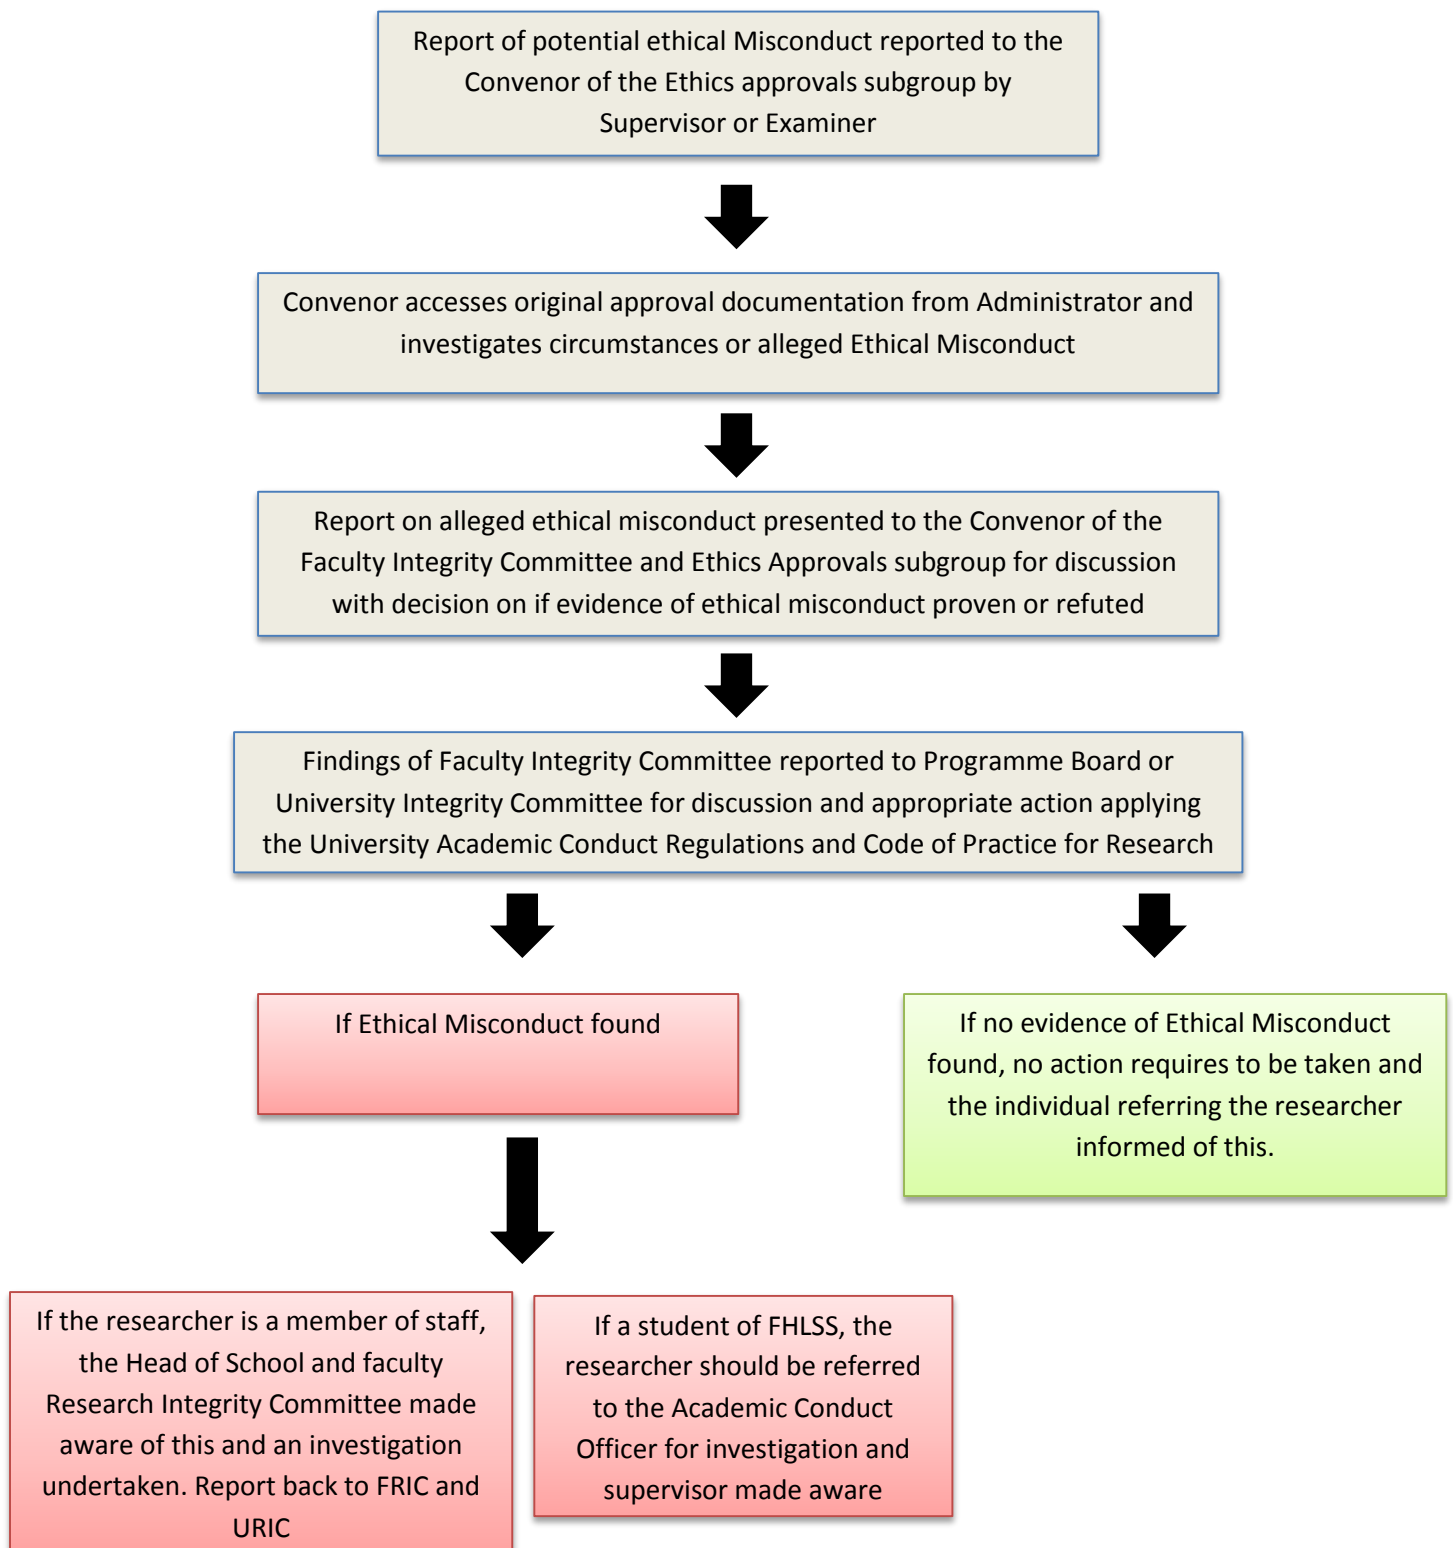 Report of potential ethical Misconduct reported to the
Convenor of the Ethics approvals subgroup by
Supervisor or Examiner
Convenor accesses original approval documentation from Administrator and
investigates circumstances or alleged Ethical Misconduct
Report on alleged ethical misconduct presented to the Convenor of the
Faculty Integrity Committee and Ethics Approvals subgroup for discussion
with decision on if evidence of ethical misconduct proven or refuted
Findings of Faculty Integrity Committee reported to Programme Board or
University Integrity Committee for discussion and appropriate action applying
the University Academic Conduct Regulations and Code of Practice for Research
If Ethical Misconduct found
If no evidence of Ethical Misconduct
found, no action requires to be taken and
the individual referring the researcher
informed of this.
If the researcher is a member of staff,
the Head of School and faculty
Research Integrity Committee made
aware of this and an investigation
undertaken. Report back to FRIC and
URIC
If a student of FHLSS, the
researcher should be referred
to the Academic Conduct
Officer for investigation and
supervisor made aware